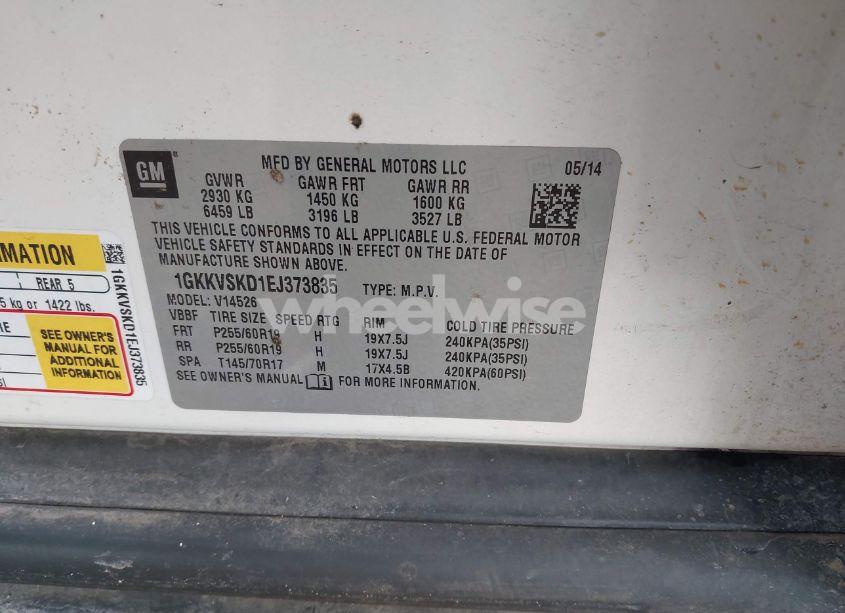 GM
MFD BY GENERAL MOTORS LLC 05/14
GVWR GAWR FRT GAWR RR
2930 KG 1450 KG 1600 KG
6459 LB 3196 LB 3527 LB
THIS VEHICLE CONFORMS TO ALL APPLICABLE U.S. FEDERAL MOTOR
VEHICLE SAFETY STANDARDS IN EFFECT ON THE DATE OF
MANUFACTURE SHOWN ABOVE.
1GKKVSKD1EJ373835 TYPE: M.P.V.
MODEL: V14526
VBBF TIRE SIZE SPEED RTG RIM COLD TIRE PRESSURE
FRT P255/60R19 H 19X7.5J 240KPA(35PSI)
RR P255/60R19 H 19X7.5J 240KPA(35PSI)
SPA T145/70R17 M 17X4.5B 420KPA(60PSI)
SEE OWNER'S MANUAL FOR MORE INFORMATION.
wheelwise
REAR 5
kg or 1422 lbs.
SEE OWNER'S
MANUAL FOR
ADDITIONAL
INFORMATION
1GKKVSKD1EJ373835